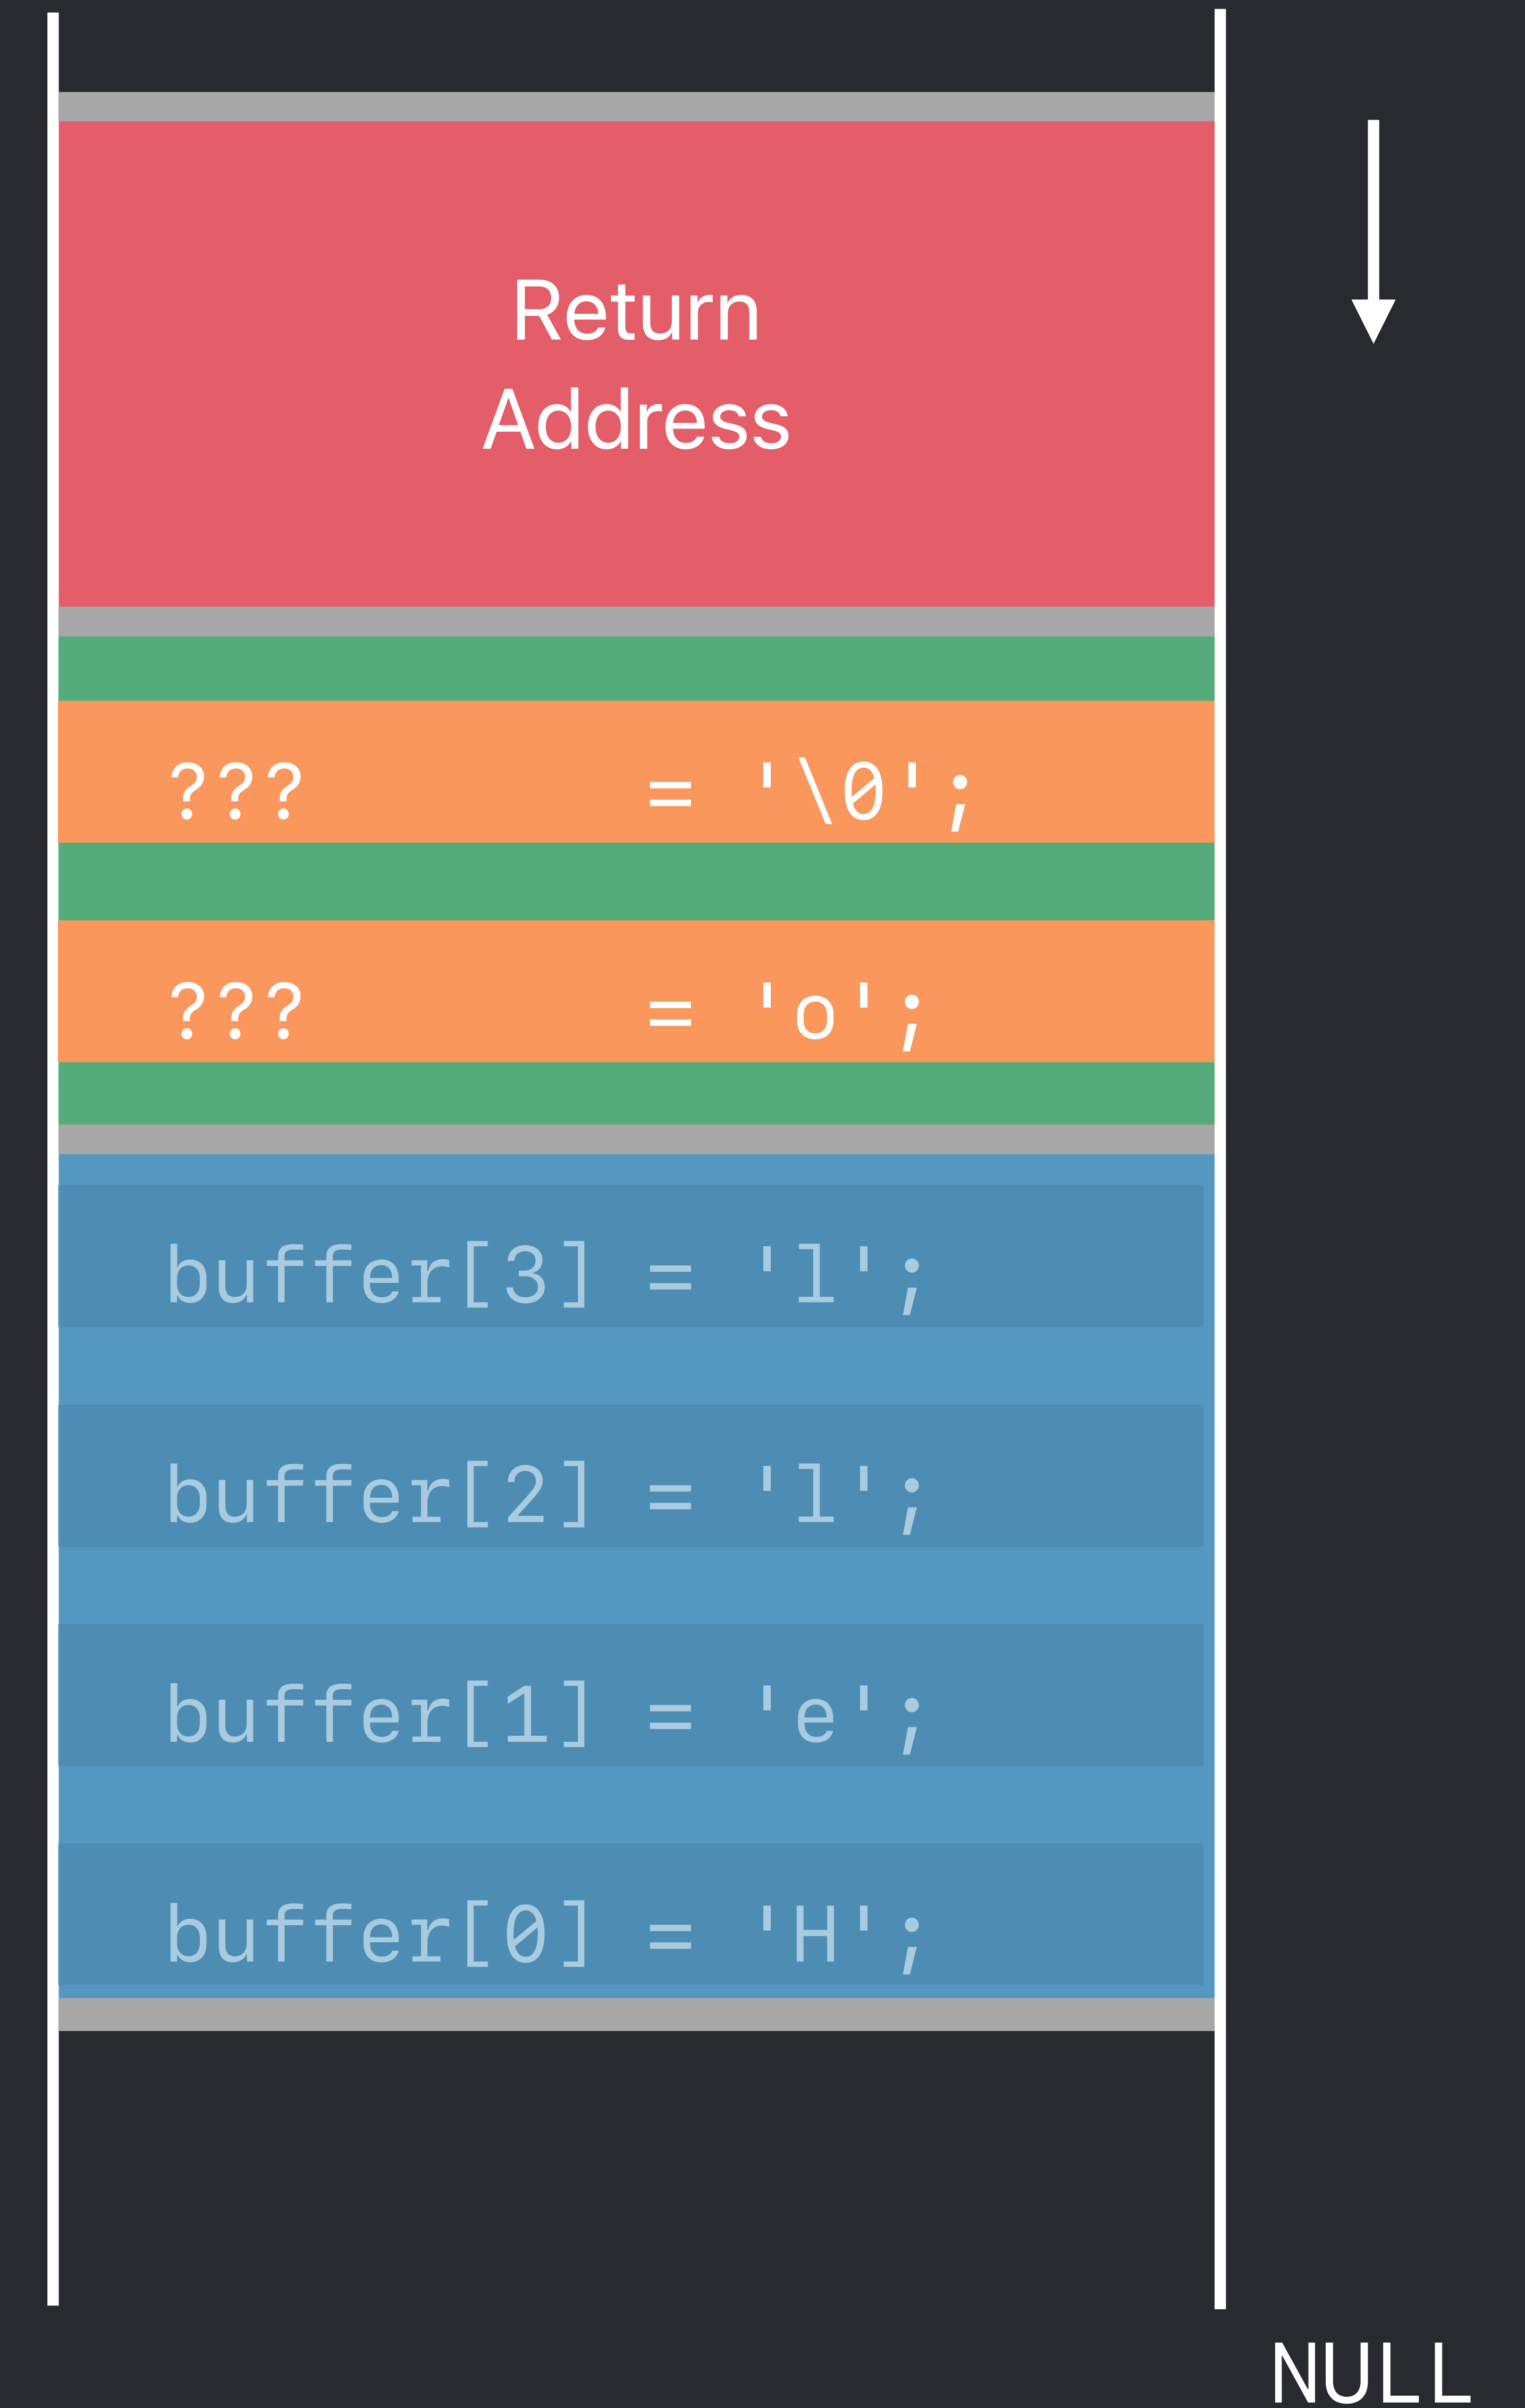 Return
Address
??? = '\0';
??? = 'o';
buffer[3] = 'l';
buffer[2] = 'l';
buffer[1] = 'e';
buffer[0] = 'H';
NULL